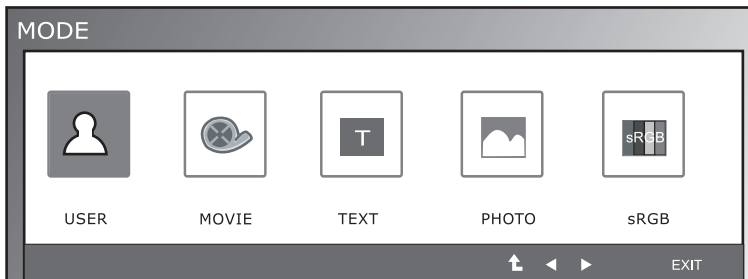 MODE
T
sRGB
USER MOVIE TEXT PHOTO sRGB
EXIT